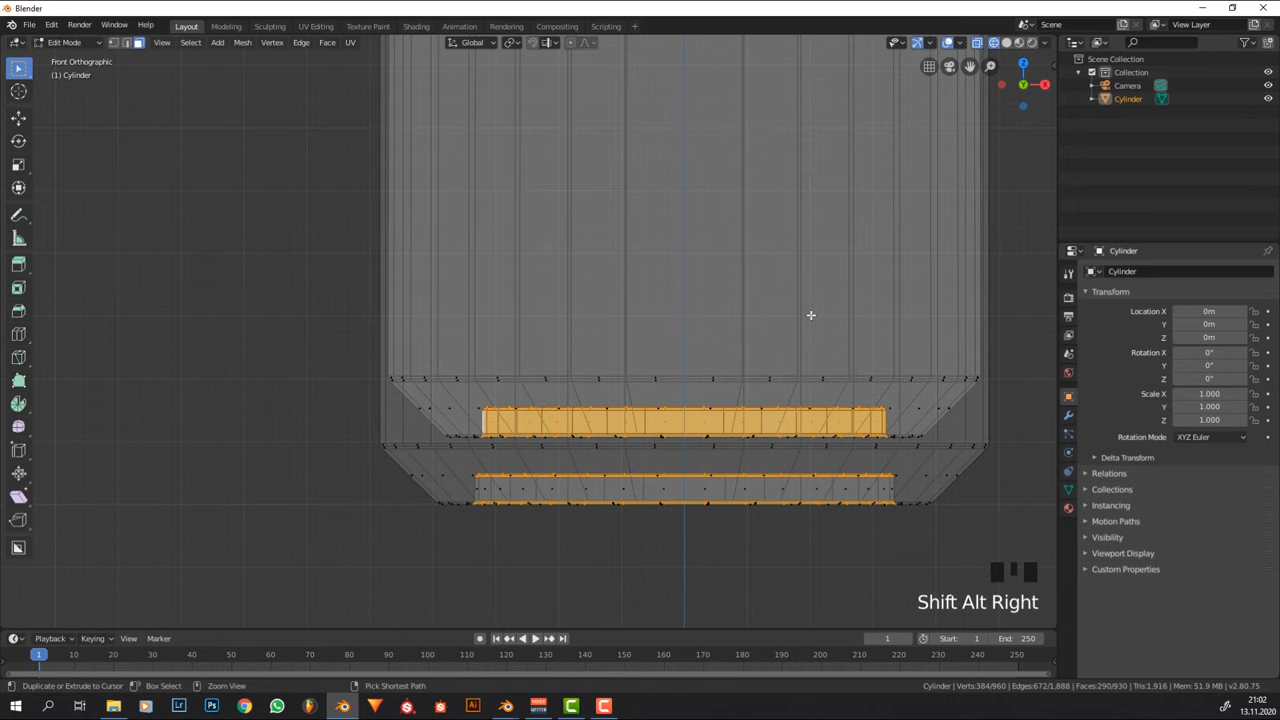 Blender
File Edit Render Window Help Layout Modeling Sculpting UV Editing Texture Paint Shading Animation Rendering Compositing Scripting + Scene View Layer
Edit Mode View Select Add Mesh Vertex Edge Face UV Global
Front Orthographic
(1) Cylinder
Z
Y
X
Shift Alt Right
Scene Collection
Collection
Camera
Cylinder
Cylinder
Cylinder
Transform
Location X 0m
Y 0m
Z 0m
Rotation X 0°
Y 0°
Z 0°
Scale X 1.000
Y 1.000
Z 1.000
Rotation Mode XYZ Euler
Delta Transform
Relations
Collections
Instancing
Motion Paths
Visibility
Viewport Display
Custom Properties
Playback Keying View Marker 1 Start: 1 End: 250
1 10 20 30 40 50 60 70 80 90 100 110 120 130 140 150 160 170 180 190 200 210 220 230 240 250
Duplicate or Extrude to Cursor Box Select Zoom View Pick Shortest Path Cylinder | Verts:384/960 | Edges:672/1,888 | Faces:290/930 | Tris:1,916 | Mem: 51.9 MB | v2.80.75
21:02
13.11.2020